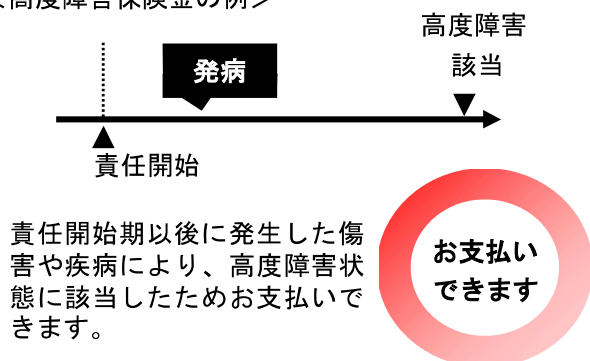 高度障害保険金の例＞
高度障害
該当
発病
責任開始
責任開始期以後に発生した傷
害や疾病により、高度障害状
態に該当したためお支払いで
きます。
お支払い
できます